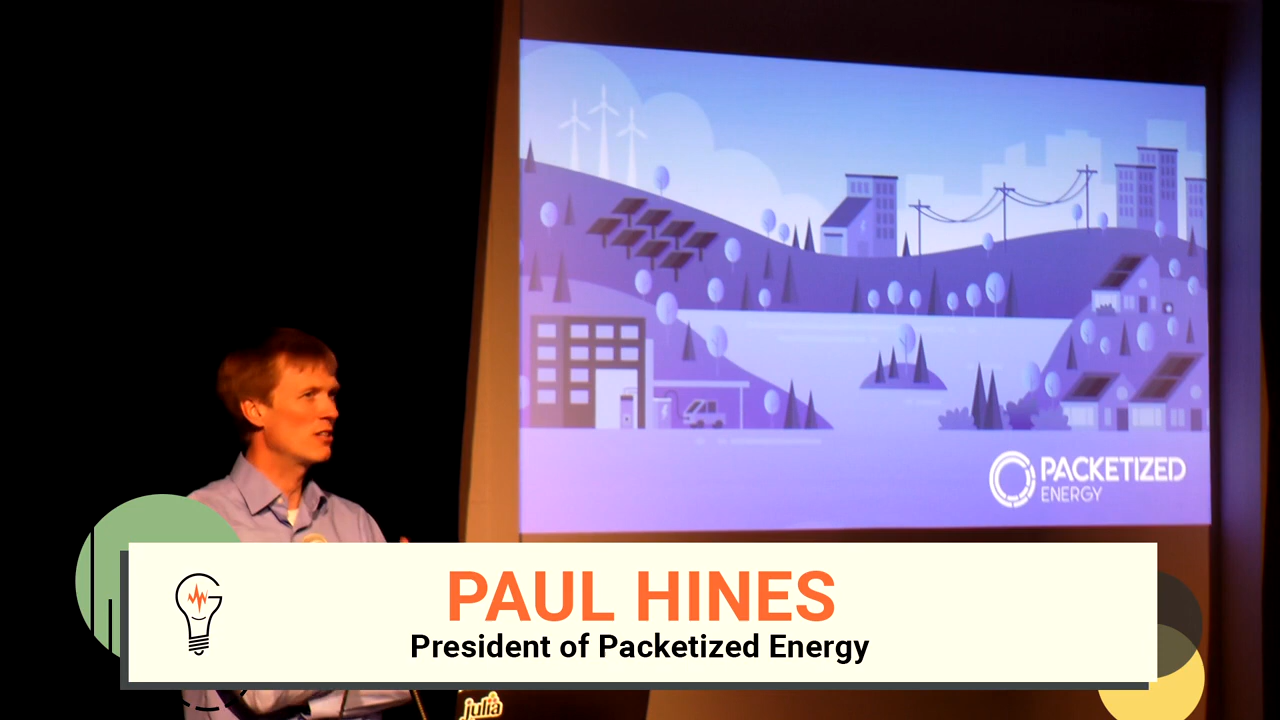 PACKETIZED
ENERGY
PAUL HINES
President of Packetized Energy
julia